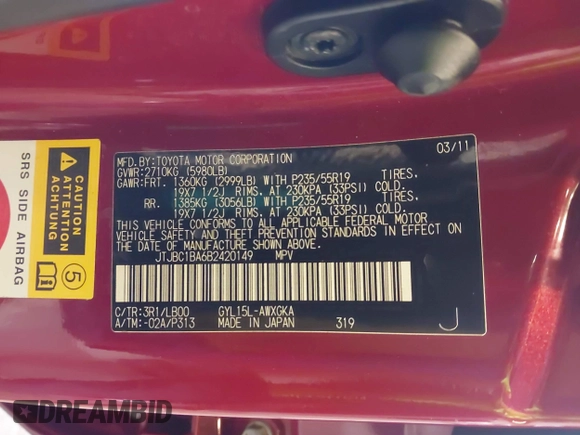 MFD.BY:TOYOTA MOTOR CORPORATION 03/11
GVWR:2710KG (5980LB)
GAWR:FRT. 1360KG (2999LB) WITH P235/55R19 TIRES.
19X7 1/2J RIMS. AT 230KPA (33PSI) COLD.
RR. 1385KG (3056LB) WITH P235/55R19 TIRES.
19X7 1/2J RIMS. AT 230KPA (33PSI) COLD.
THIS VEHICLE CONFORMS TO ALL APPLICABLE FEDERAL MOTOR
VEHICLE SAFETY AND THEFT PREVENTION STANDARDS IN EFFECT ON
THE DATE OF MANUFACTURE SHOWN ABOVE.
JTJBC1BA6B2420149 MPV
C/TR:3R1/LB00 GYL15L-AWXGKA
A/TM:-02A/P313 MADE IN JAPAN 319 J
SRS SIDE AIRBAG
CAUTION
ATTENTION
ACHTUNG
5
DREAMBID